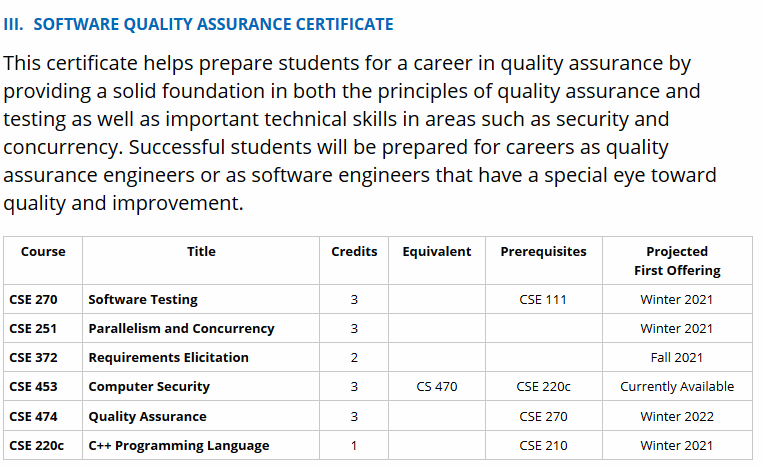 III. SOFTWARE QUALITY ASSURANCE CERTIFICATE
This certificate helps prepare students for a career in quality assurance by
providing a solid foundation in both the principles of quality assurance and
testing as well as important technical skills in areas such as security and
concurrency. Successful students will be prepared for careers as quality
assurance engineers or as software engineers that have a special eye toward
quality and improvement.
Course Title Credits Equivalent Prerequisites Projected
First Offering
CSE 270 Software Testing 3 CSE 111 Winter 2021
CSE 251 Parallelism and Concurrency 3 Winter 2021
CSE 372 Requirements Elicitation 2 Fall 2021
CSE 453 Computer Security 3 CS 470 CSE 220c Currently Available
CSE 474 Quality Assurance 3 CSE 270 Winter 2022
CSE 220c C++ Programming Language 1 CSE 210 Winter 2021